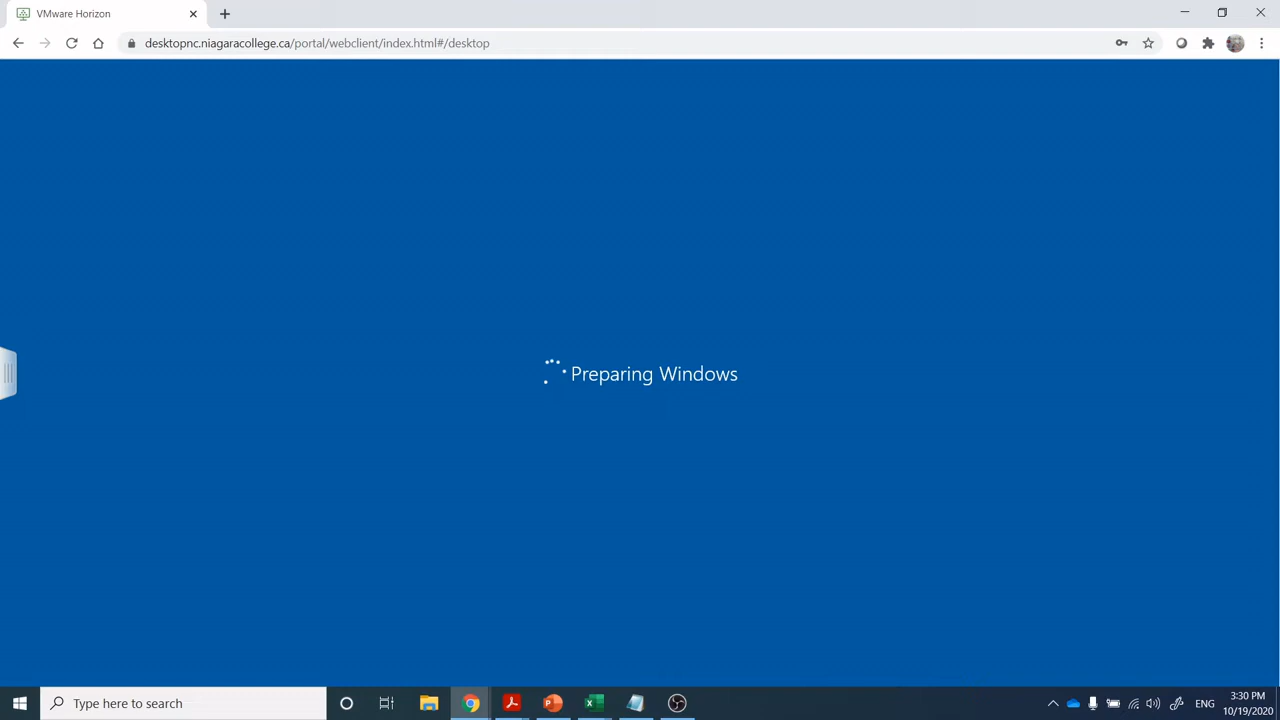 VMware Horizon
desktopnc.niagaracollege.ca/portal/webclient/index.html#/desktop
Preparing Windows
Type here to search
ENG
3:30 PM
10/19/2020